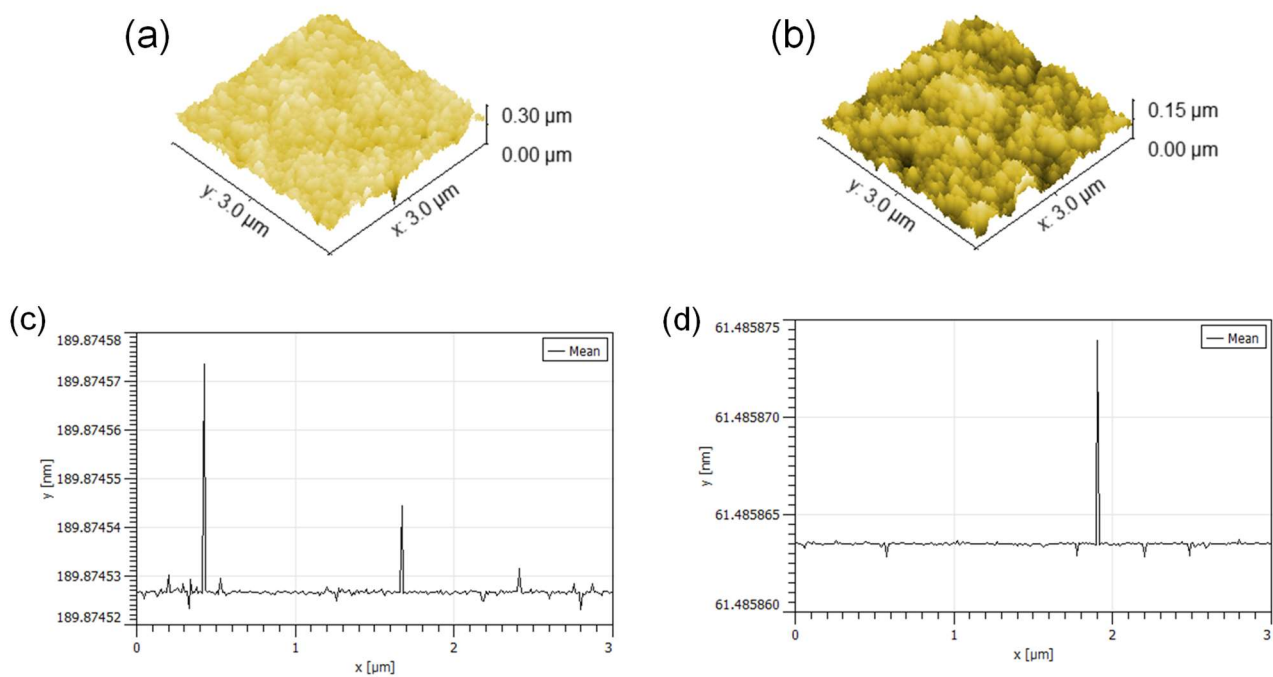 (a)
0.30 µm
0.00 µm
y: 3.0 µm
x: 3.0 µm
(b)
0.15 µm
0.00 µm
y: 3.0 µm
x: 3.0 µm
(c)
189.87458
189.87457
189.87456
189.87455
189.87454
189.87453
189.87452
y [nm]
Mean
0 1 2 3
x [µm]
(d)
61.485875
61.485870
61.485865
61.485860
y [nm]
Mean
0 1 2 3
x [µm]